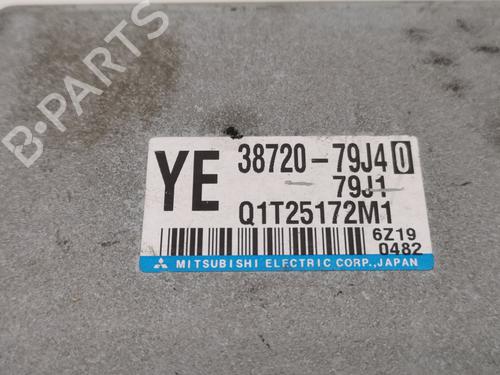 B-PARTS
YE 38720-79J40
79J1
Q1T25172M1
6Z19
0482
MITSUBISHI ELECTRIC CORP., JAPAN